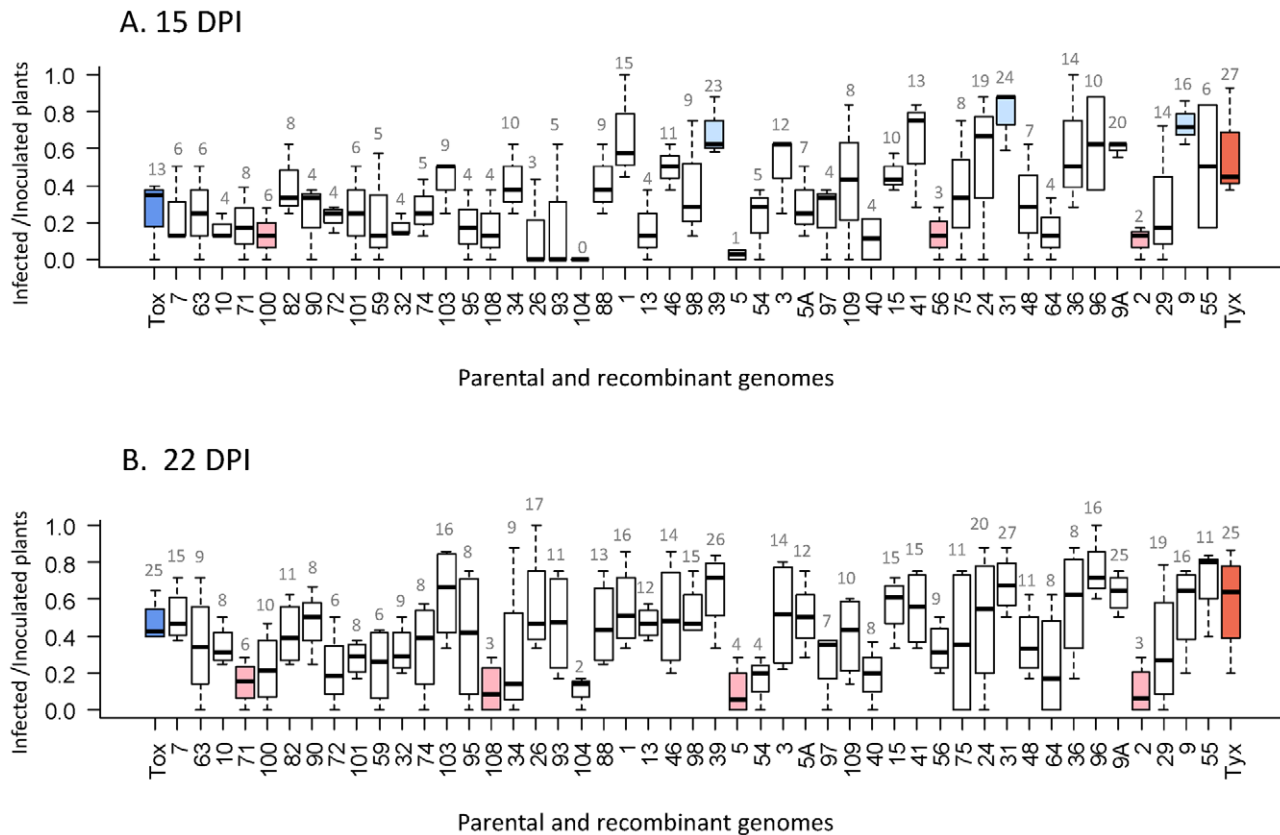 A. 15 DPI
Infected /Inoculated plants
1.0
0.8
0.6
0.4
0.2
0.0
13 6 6 4 8 6 8 4 4 6 5 4 5 9 4 4 10 3 5 0 9 15 4 11 9 23 1 5 12 7 4 8 4 10 13 3 8 19 24 7 4 14 10 20 2 14 16 6 27
Tox 7 63 10 71 100 82 90 72 101 59 32 74 103 95 108 34 26 93 104 88 1 13 46 98 39 5 54 3 5A 97 109 40 15 41 56 75 24 31 48 64 36 96 9A 2 29 9 55 Tyx
Parental and recombinant genomes
B. 22 DPI
Infected /Inoculated plants
1.0
0.8
0.6
0.4
0.2
0.0
25 15 9 8 6 10 11 8 6 8 6 9 8 16 8 3 9 17 11 2 13 16 12 14 15 26 4 4 14 12 7 10 8 15 15 9 11 20 27 11 8 8 16 25 3 19 16 11 25
Tox 7 63 10 71 100 82 90 72 101 59 32 74 103 95 108 34 26 93 104 88 1 13 46 98 39 5 54 3 5A 97 109 40 15 41 56 75 24 31 48 64 36 96 9A 2 29 9 55 Tyx
Parental and recombinant genomes